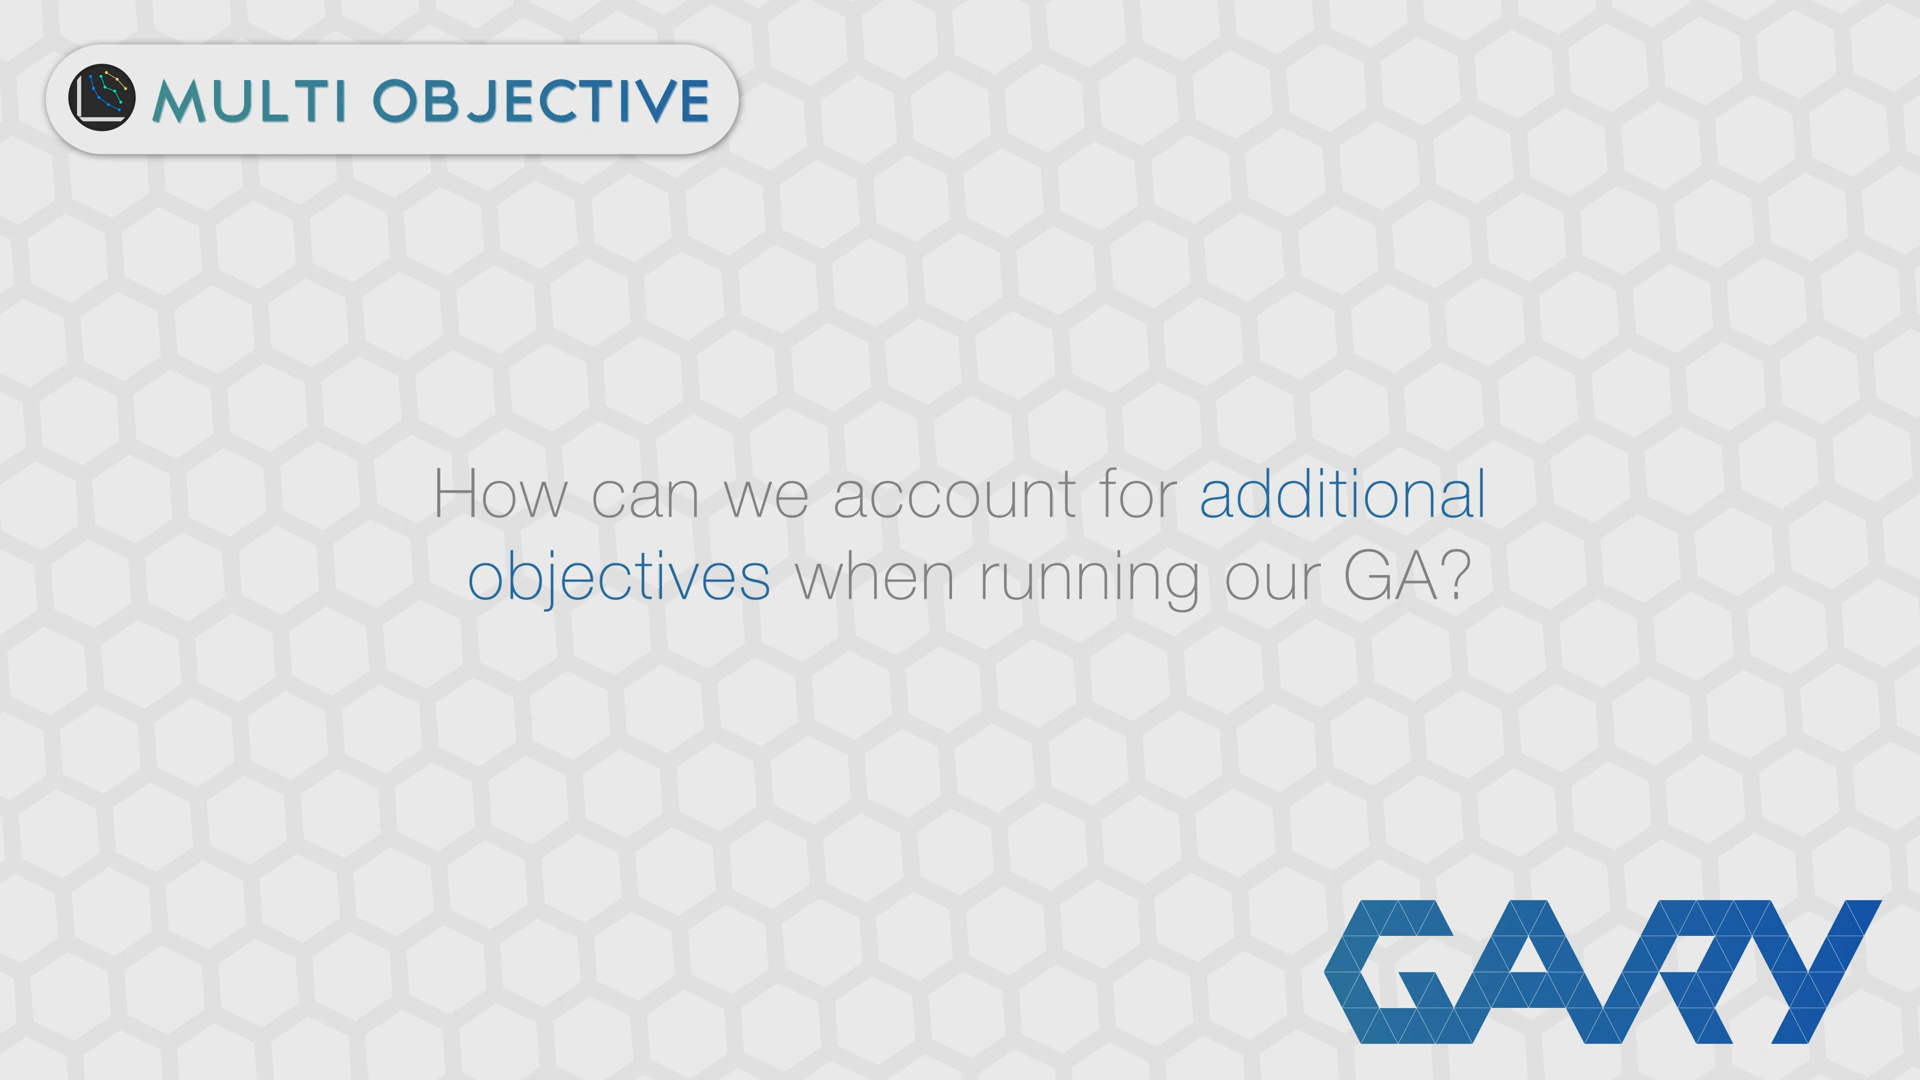 MULTI OBJECTIVE
How can we account for additional
objectives when running our GA?
GARY